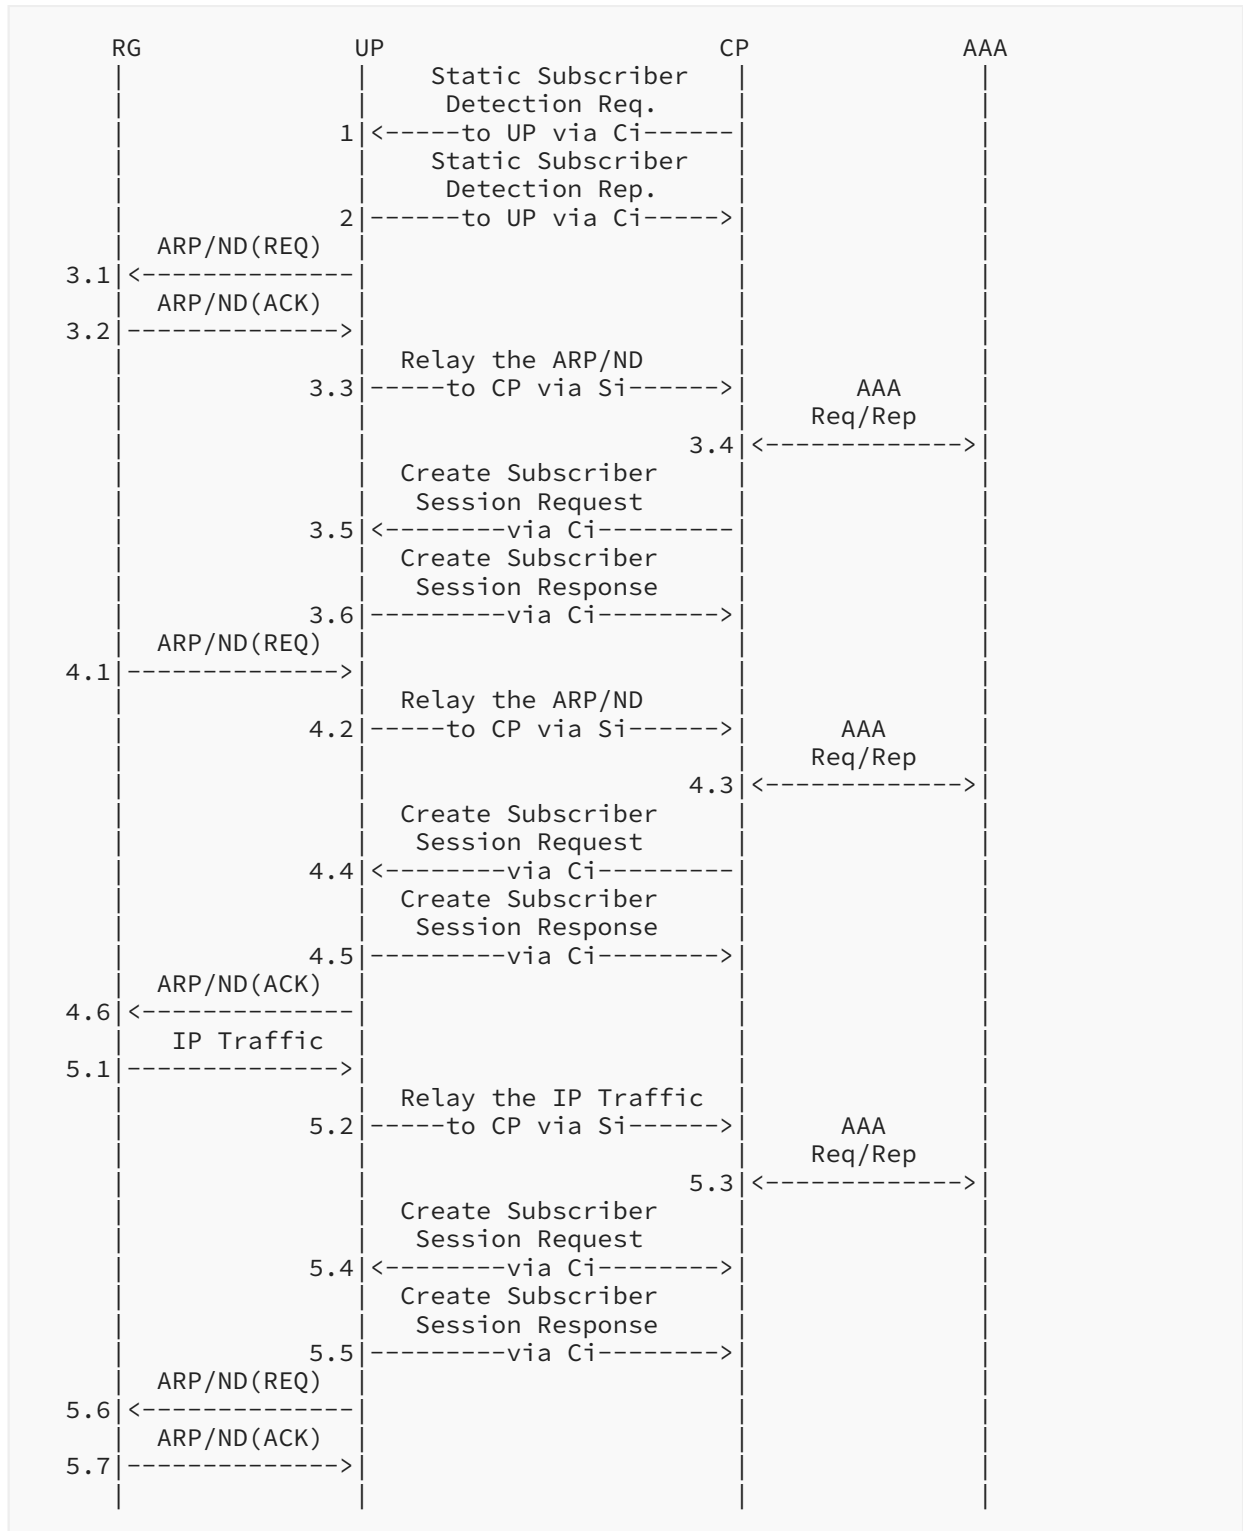 RG UP CP AAA
Static Subscriber
Detection Req.
1|<-----to UP via Ci------|
Static Subscriber
Detection Rep.
2|------to UP via Ci----->|
ARP/ND(REQ)
3.1|<--------------|
ARP/ND(ACK)
3.2|-------------->|
Relay the ARP/ND
3.3|-----to CP via Si------>| AAA
Req/Rep
3.4|<------------->|
Create Subscriber
Session Request
3.5|<--------via Ci---------|
Create Subscriber
Session Response
3.6|---------via Ci-------->|
ARP/ND(REQ)
4.1|-------------->|
Relay the ARP/ND
4.2|-----to CP via Si------>| AAA
Req/Rep
4.3|<------------->|
Create Subscriber
Session Request
4.4|<--------via Ci---------|
Create Subscriber
Session Response
4.5|---------via Ci-------->|
ARP/ND(ACK)
4.6|<--------------|
IP Traffic
5.1|-------------->|
Relay the IP Traffic
5.2|-----to CP via Si------>| AAA
Req/Rep
5.3|<------------->|
Create Subscriber
Session Request
5.4|<--------via Ci-------->|
Create Subscriber
Session Response
5.5|---------via Ci-------->|
ARP/ND(REQ)
5.6|<--------------|
ARP/ND(ACK)
5.7|-------------->|